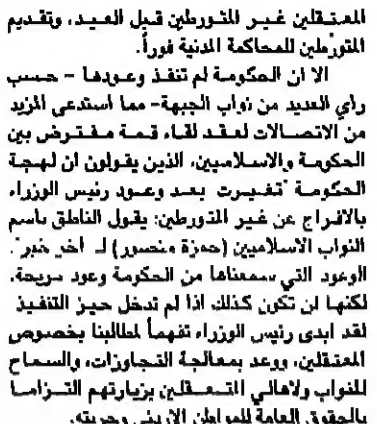 المعتقلين غير المتورطين قبل العيد، وتقديم
المتورطين للمحاكمة المدنية فوراً.
الا ان الحكومة لم تنفذ وعودها - حسب
رأي العديد من نواب الجبهة- مما استدعى المزيد
من الاتصالات لعقد لقاء قمة مفترض بين
الحكومة والاسلاميين، الذين يقولون ان لهجة
الحكومة "تغيرت بعد وعود رئيس الوزراء
بالافراج عن غير المتورطين: يقول الناطق باسم
النواب الاسلاميين (حمزة منصور) لـ اخر خبر".
الوعود التي سمعناها من الحكومة وعود مريحة،
لكنها لن تكون كذلك اذا لم تدخل حيز التنفيذ
لقد ابدى رئيس الوزراء تفهماً لمطالبنا بخصوص
المعتقلين، ووعد بمعالجة التجاوزات، والسماح
للنواب ولاهالي المتعقلين بزيارتهم التزاما
بالحقوق العامة للمواطن الاردني وحريته.